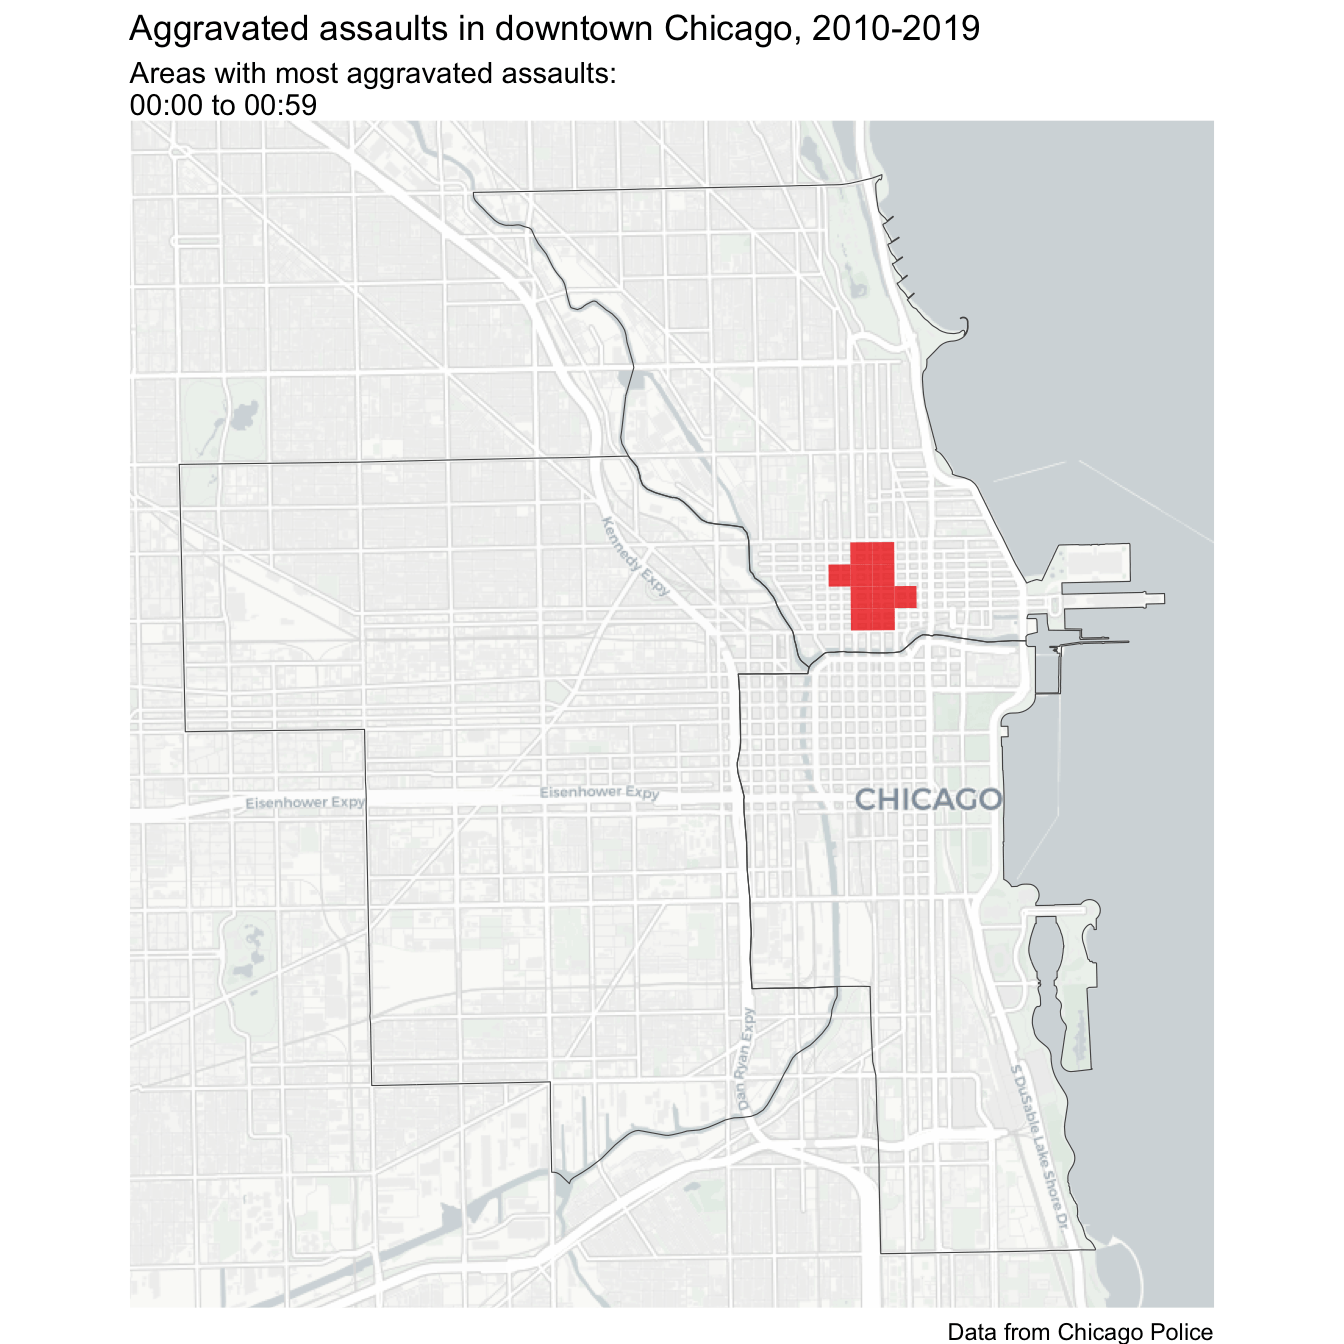 Aggravated assaults in downtown Chicago, 2010-2019
Areas with most aggravated assaults:
00:00 to 00:59
Kennedy Expy
Eisenhower Expy
Eisenhower Expy
CHICAGO
Dan Ryan Expy
S DuSable Lake Shore Dr
Data from Chicago Police